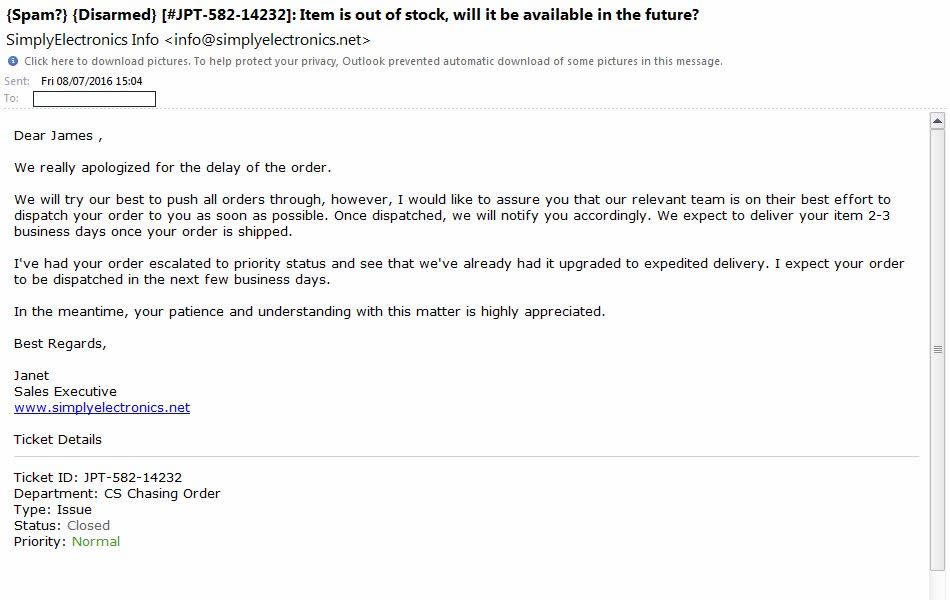 {Spam?} {Disarmed} [#JPT-582-14232]: Item is out of stock, will it be available in the future?
SimplyElectronics Info <info@simplyelectronics.net>
Click here to download pictures. To help protect your privacy, Outlook prevented automatic download of some pictures in this message.
Sent: Fri 08/07/2016 15:04
To:
Dear James ,
We really apologized for the delay of the order.
We will try our best to push all orders through, however, I would like to assure you that our relevant team is on their best effort to
dispatch your order to you as soon as possible. Once dispatched, we will notify you accordingly. We expect to deliver your item 2-3
business days once your order is shipped.
I've had your order escalated to priority status and see that we've already had it upgraded to expedited delivery. I expect your order
to be dispatched in the next few business days.
In the meantime, your patience and understanding with this matter is highly appreciated.
Best Regards,
Janet
Sales Executive
www.simplyelectronics.net
Ticket Details
Ticket ID: JPT-582-14232
Department: CS Chasing Order
Type: Issue
Status: Closed
Priority: Normal